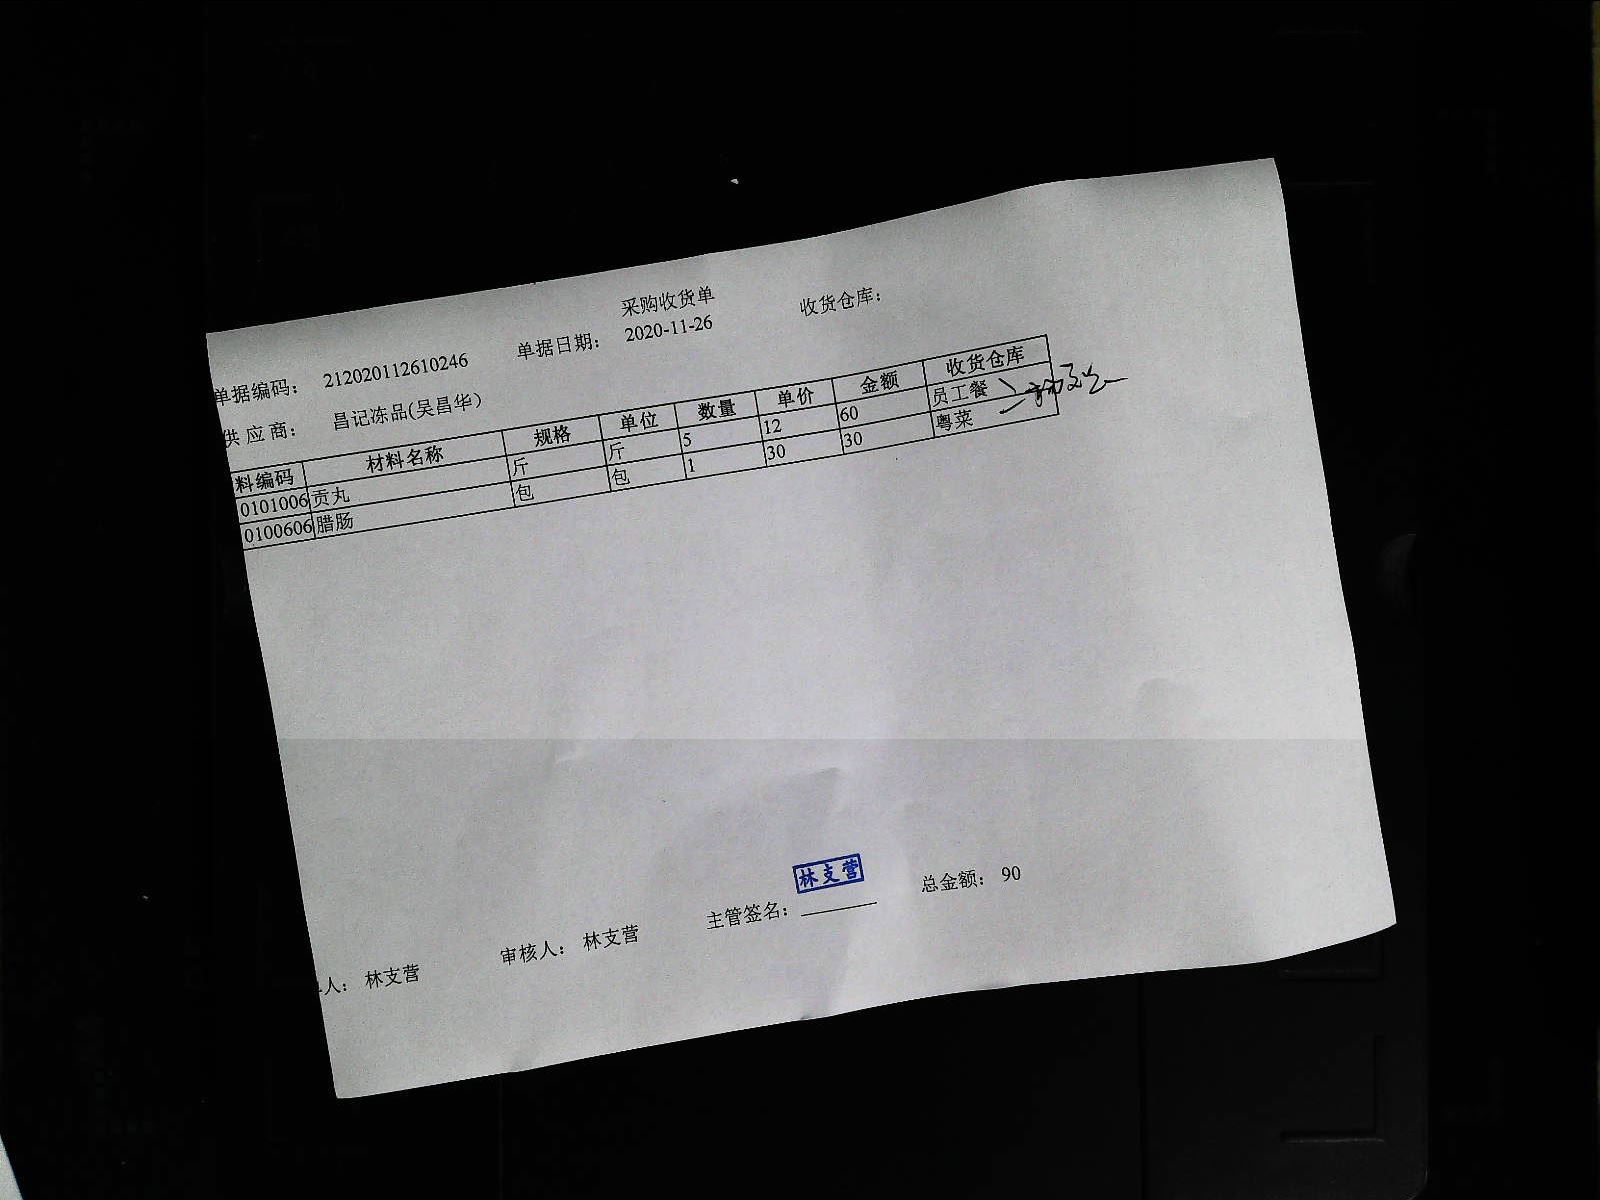 采购收货单
单据编码： 212020112610246 单据日期： 2020-11-26 收货仓库：
供应商： 昌记冻品(吴昌华)
料编码 材料名称 规格 单位 数量 单价 金额 收货仓库
0101006 贡丸 斤 斤 5 12 60 员工餐
0100606 腊肠 包 包 1 30 30 粤菜
林支营
人： 林支营 审核人： 林支营 主管签名： 总金额： 90